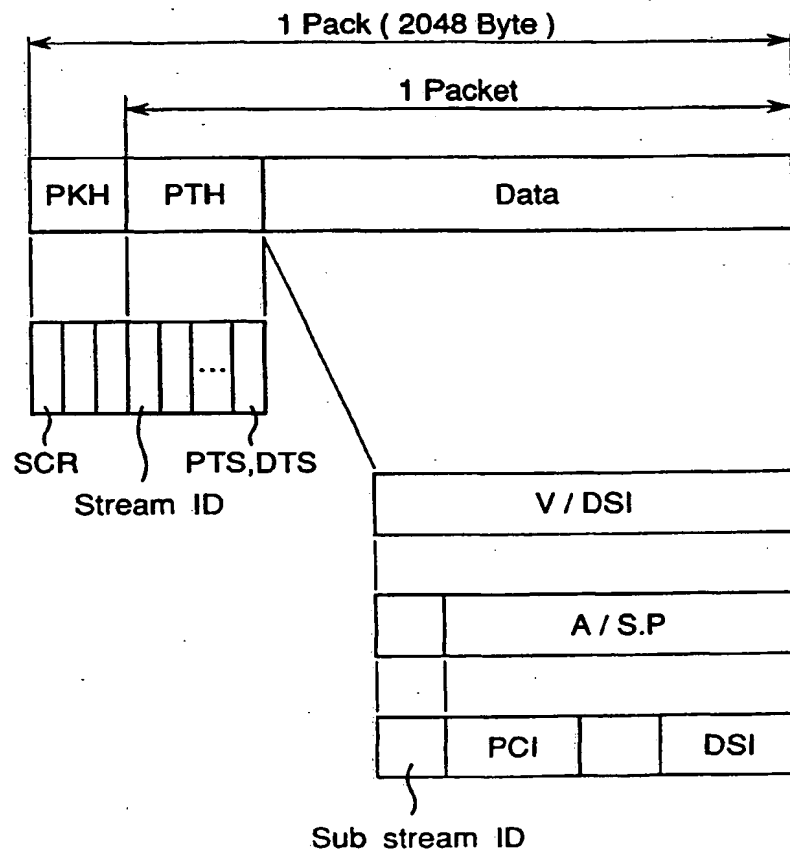 1 Pack ( 2048 Byte )
1 Packet
PKH PTH Data
...
SCR PTS,DTS
Stream ID
V / DSI
A / S.P
PCI DSI
Sub stream ID